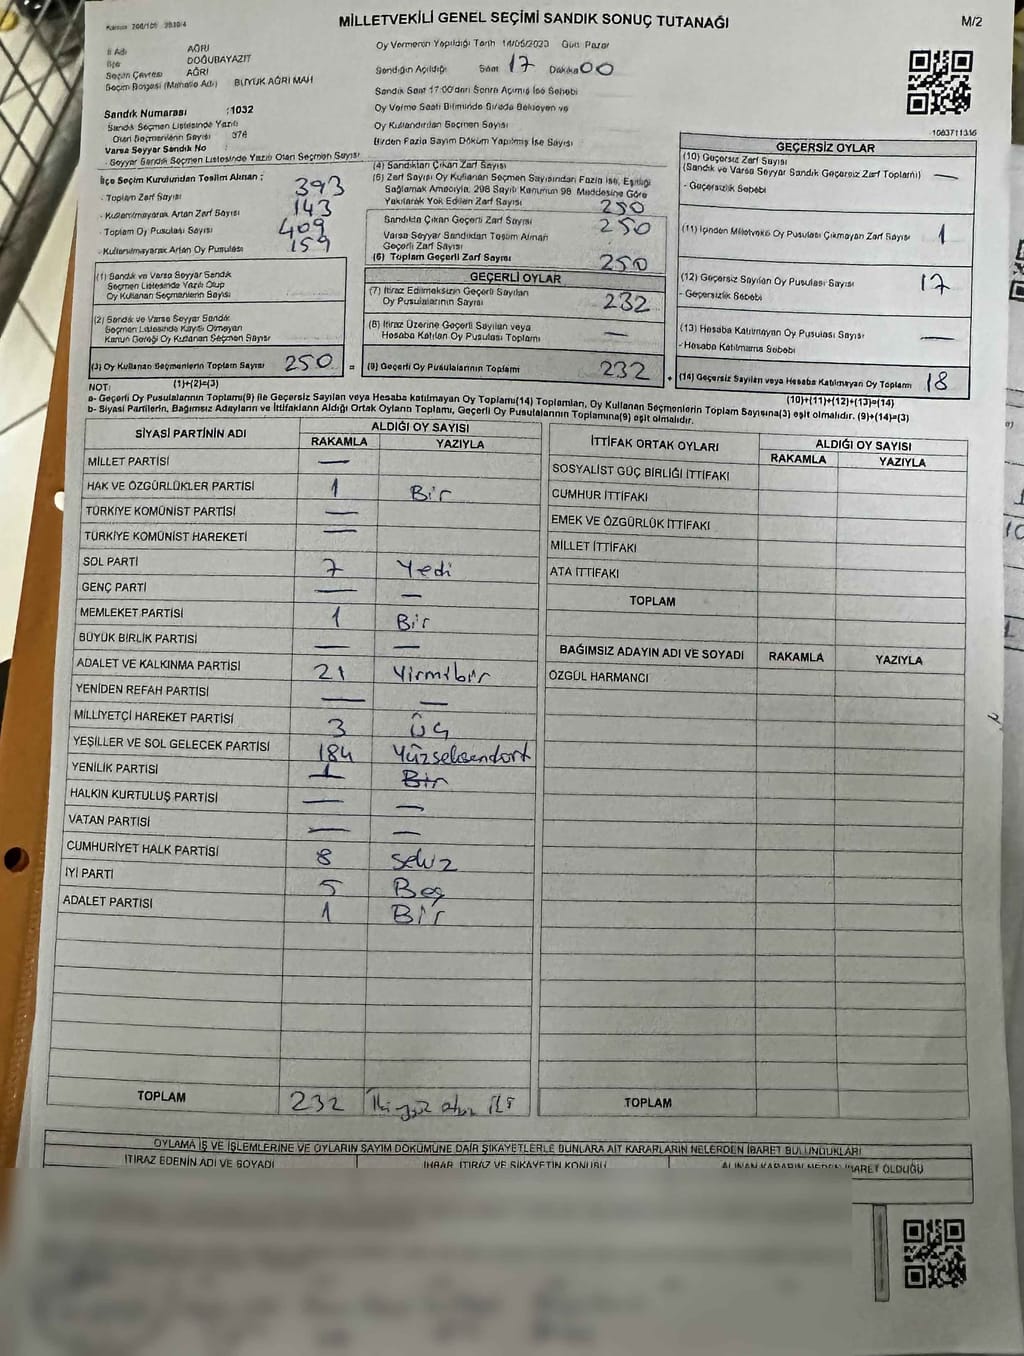 MİLLETVEKİLİ GENEL SEÇİMİ SANDIK SONUÇ TUTANAĞI
M/2
İl Adı AĞRI
İlçe DOĞUBAYAZIT
Seçim Çevresi AĞRI
Seçim Bölgesi (Mahalle Adı) BÜYÜK AĞRI MAH
Sandık Numarası :1032
Sandık Seçmen Listesinde Yazılı
Olan Seçmenlerin Sayısı 376
Varsa Seyyar Sandık No
- Seyyar Sandık Seçmen Listesinde Yazılı Olan Seçmen Sayısı
Oy Vermenin Yapıldığı Tarih 14/05/2023 Gün Pazar
Sandığın Açıldığı Saat 17 Dakika 00
Sandık Saat 17:00'den Sonra Açılmış İse Sebebi
Oy Verme Saati Bitiminde Sırada Bekleyen ve
Oy Kullandırılan Seçmen Sayısı
Birden Fazla Sayım Döküm Yapılmış İse Sayısı
İlçe Seçim Kurulundan Teslim Alınan :
- Toplam Zarf Sayısı 393
- Kullanılmayarak Artan Zarf Sayısı 143
- Toplam Oy Pusulası Sayısı 409
- Kullanılmayarak Artan Oy Pusulası 159
(4) Sandıktan Çıkan Zarf Sayısı
(5) Zarf Sayısı Oy Kullanan Seçmen Sayısından Fazla İse, Eşitliği
Sağlamak Amacıyla, 298 Sayılı Kanunun 98 Maddesine Göre
Yakılarak Yok Edilen Zarf Sayısı 250
Sandıkta Çıkan Geçerli Zarf Sayısı 250
Varsa Seyyar Sandıktan Teslim Alınan
Geçerli Zarf Sayısı
(6) Toplam Geçerli Zarf Sayısı 250
1083711316
GEÇERSİZ OYLAR
(10) Geçersiz Zarf Sayısı —
(Sandık ve Varsa Seyyar Sandık Geçersiz Zarf Toplamı)
- Geçersizlik Sebebi
(11) İçinden Milletvekili Oy Pusulası Çıkmayan Zarf Sayısı 1
(12) Geçersiz Sayılan Oy Pusulası Sayısı 17
- Geçersizlik Sebebi
(13) Hesaba Katılmayan Oy Pusulası Sayısı —
- Hesaba Katılmama Sebebi
(14) Geçersiz Sayılan veya Hesaba Katılmayan Oy Toplamı 18
(10)+(11)+(12)+(13)=(14)
(1) Sandık ve Varsa Seyyar Sandık
Seçmen Listesinde Yazılı Olup
Oy Kullanan Seçmenlerin Sayısı
(2) Sandık ve Varsa Seyyar Sandık
Seçmen Listesinde Kayıtlı Olmayan
Kanun Gereği Oy Kullanan Seçmen Sayısı
(3) Oy Kullanan Seçmenlerin Toplam Sayısı 250 =
(1)+(2)=(3)
GEÇERLİ OYLAR
(7) İtiraz Edilmeksizin Geçerli Sayılan
Oy Pusulalarının Sayısı 232
(8) İtiraz Üzerine Geçerli Sayılan veya
Hesaba Katılan Oy Pusulası Toplamı —
(9) Geçerli Oy Pusulalarının Toplamı 232 +
NOT:
a- Geçerli Oy Pusulalarının Toplamı(9) ile Geçersiz Sayılan veya Hesaba katılmayan Oy Toplamı(14) Toplamları, Oy Kullanan Seçmenlerin Toplam Sayısına(3) eşit olmalıdır. (9)+(14)=(3)
b- Siyasi Partilerin, Bağımsız Adayların ve İttifakların Aldığı Ortak Oyların Toplamı, Geçerli Oy Pusulalarının Toplamına(9) eşit olmalıdır.
SİYASİ PARTİNİN ADI ALDIĞI OY SAYISI
RAKAMLA YAZIYLA
MİLLET PARTİSİ —
HAK VE ÖZGÜRLÜKLER PARTİSİ 1 Bir
TÜRKİYE KOMÜNİST PARTİSİ —
TÜRKİYE KOMÜNİST HAREKETİ —
SOL PARTİ 7 Yedi
GENÇ PARTİ — —
MEMLEKET PARTİSİ 1 Bir
BÜYÜK BİRLİK PARTİSİ — —
ADALET VE KALKINMA PARTİSİ 21 Yirmibir
YENİDEN REFAH PARTİSİ — —
MİLLİYETÇİ HAREKET PARTİSİ 3 Üç
YEŞİLLER VE SOL GELECEK PARTİSİ 184 Yüzseksendört
YENİLİK PARTİSİ 1 Bir
HALKIN KURTULUŞ PARTİSİ — —
VATAN PARTİSİ — —
CUMHURİYET HALK PARTİSİ 8 sekiz
İYİ PARTİ 5 Beş
ADALET PARTİSİ 1 Bir
TOPLAM 232
İTTİFAK ORTAK OYLARI ALDIĞI OY SAYISI
RAKAMLA YAZIYLA
SOSYALİST GÜÇ BİRLİĞİ İTTİFAKI
CUMHUR İTTİFAKI
EMEK VE ÖZGÜRLÜK İTTİFAKI
MİLLET İTTİFAKI
ATA İTTİFAKI
TOPLAM
BAĞIMSIZ ADAYIN ADI VE SOYADI RAKAMLA YAZIYLA
ÖZGÜL HARMANCI
TOPLAM
OYLAMA İŞ VE İŞLEMLERİNE VE OYLARIN SAYIM DÖKÜMÜNE DAİR ŞİKAYETLERLE BUNLARA AİT KARARLARIN NELERDEN İBARET BULUNDUKLARI
İTİRAZ EDENİN ADI VE SOYADI İHBAR, İTİRAZ VE ŞİKAYETİN KONUSU ALINAN KARARIN NEDEN İBARET OLDUĞU